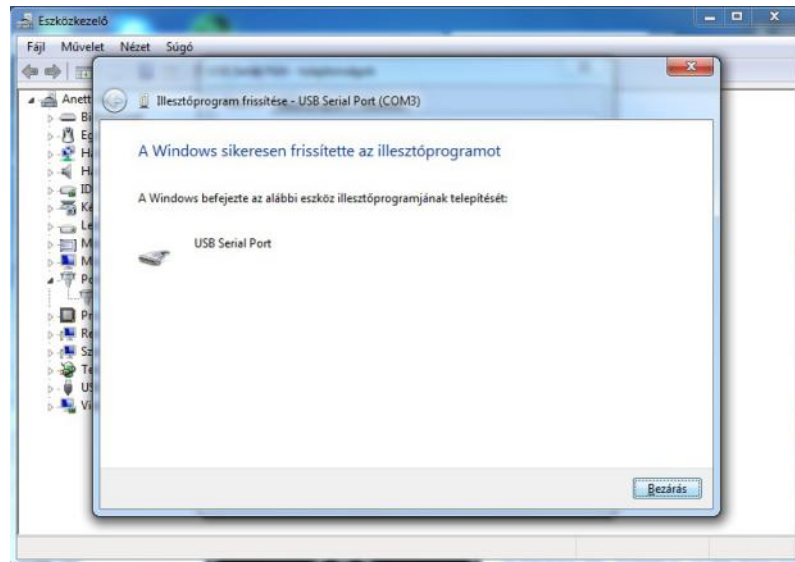 Eszközkezelő
Fájl Művelet Nézet Súgó
Illesztőprogram frissítése - USB Serial Port (COM3)
Anett
A Windows sikeresen frissítette az illesztőprogramot
A Windows befejezte az alábbi eszköz illesztőprogramjának telepítését:
USB Serial Port
Bezárás